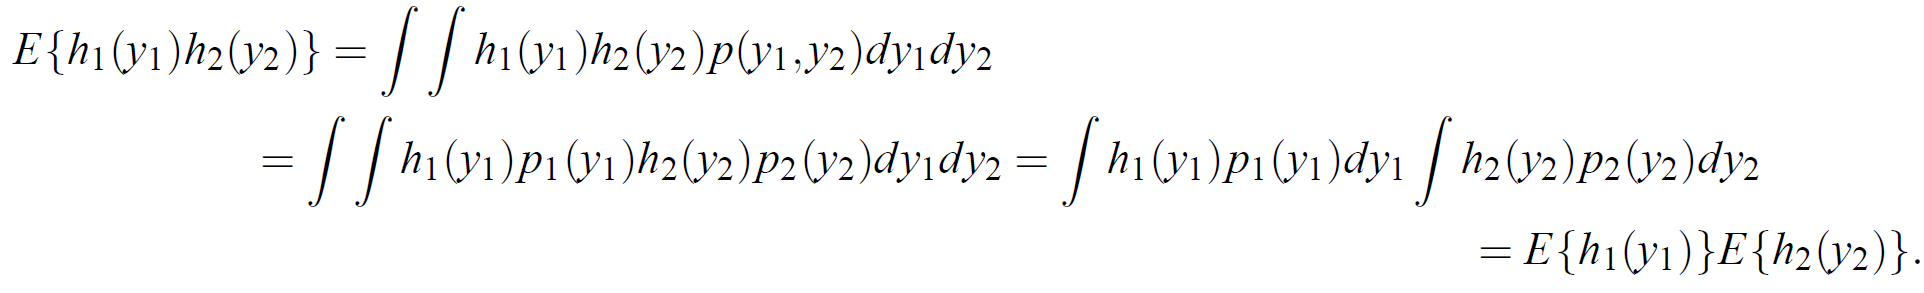 E{h₁(y₁)h₂(y₂)} = ∫ ∫ h₁(y₁)h₂(y₂)p(y₁,y₂)dy₁dy₂
= ∫ ∫ h₁(y₁)p₁(y₁)h₂(y₂)p₂(y₂)dy₁dy₂ = ∫ h₁(y₁)p₁(y₁)dy₁ ∫ h₂(y₂)p₂(y₂)dy₂
= E{h₁(y₁)}E{h₂(y₂)}.